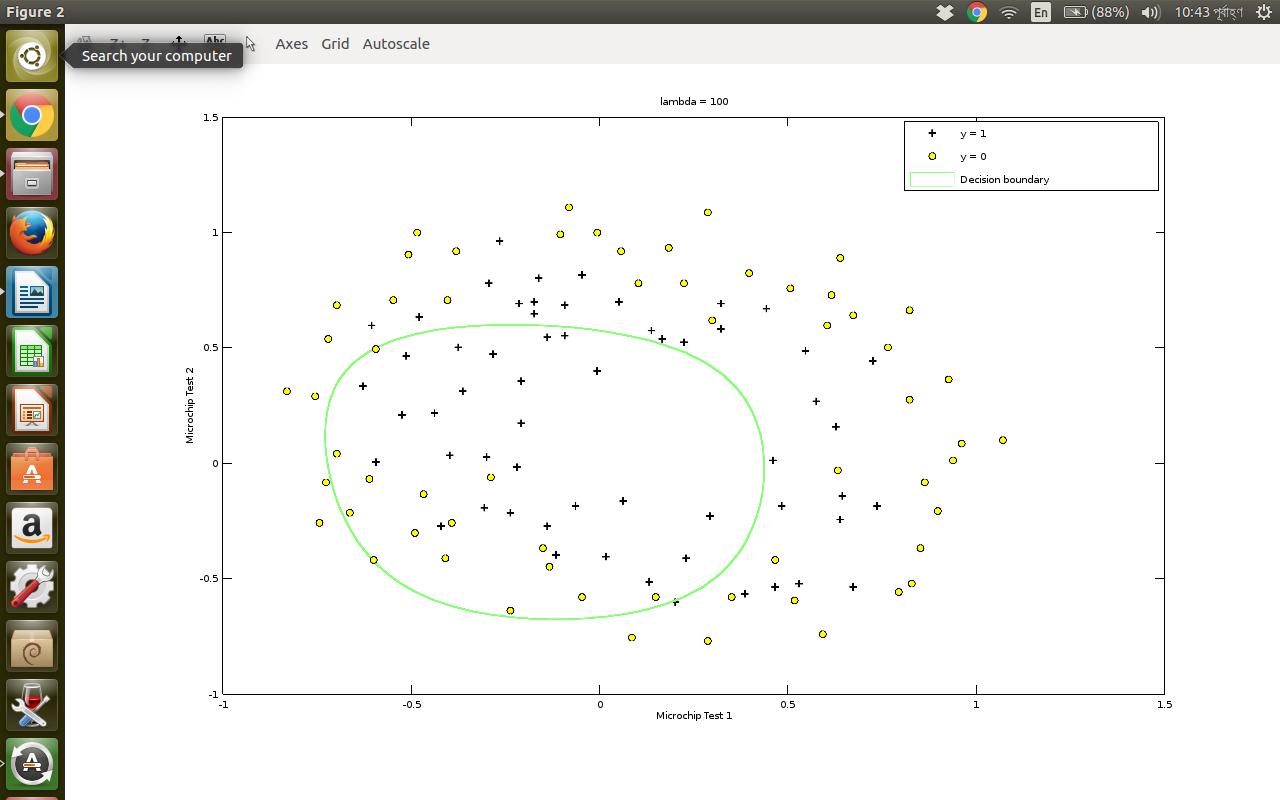 Figure 2
En
(88%)
10:43 পূর্বাহ্ণ
Abc
Axes Grid Autoscale
Search your computer
lambda = 100
y = 1
y = 0
Decision boundary
1.5
1
0.5
0
-0.5
-1
Microchip Test 2
-1 -0.5 0 0.5 1 1.5
Microchip Test 1
a